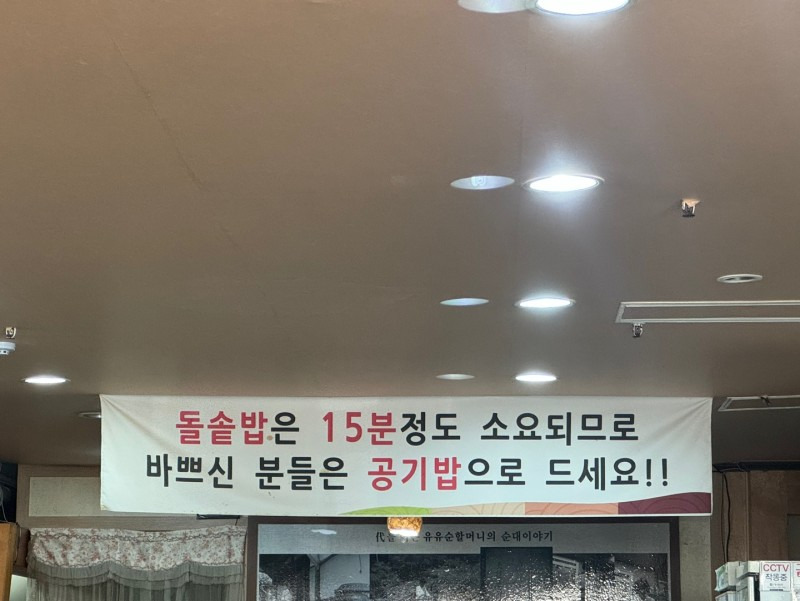 돌솥밥은 15분정도 소요되므로
바쁘신 분들은 공기밥으로 드세요!!
代를 유유순할머니의 순대이야기
CCTV
작동중